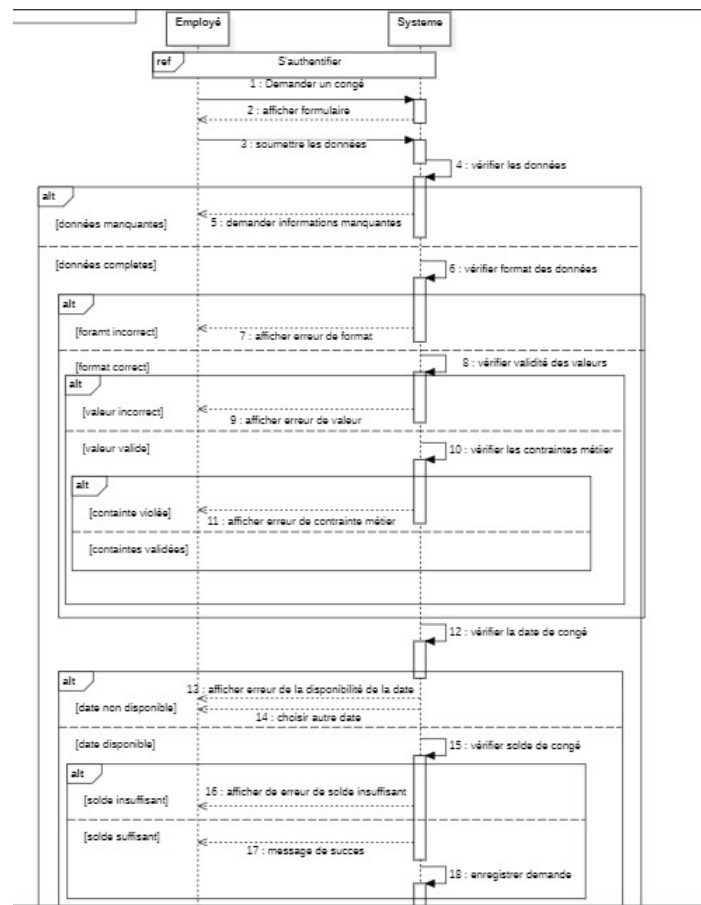 Employé
Systeme
ref
S'authentifier
1 : Demander un congé
2 : afficher formulaire
3 : soumettre les données
4 : vérifier les données
alt
[données manquantes]
5 : demander informations manquantes
[données completes]
6 : vérifier format des données
alt
[foramt incorrect]
7 : afficher erreur de format
[format correct]
8 : vérifier validité des valeurs
alt
[valeur incorrect]
9 : afficher erreur de valeur
[valeur valide]
10 : vérifier les contraintes métiier
alt
[containte violée]
11 : afficher erreur de contrainte métier
[containtes validées]
12 : vérifier la date de congé
alt
13 : afficher erreur de la disponibilité de la date
[date non disponible]
14 : choisir autre date
[date disponible]
15 : vérifier solde de congé
alt
16 : afficher de erreur de solde insuffisant
[solde insuffisant]
[solde suffisant]
17 : message de succes
18 : enregistrer demande